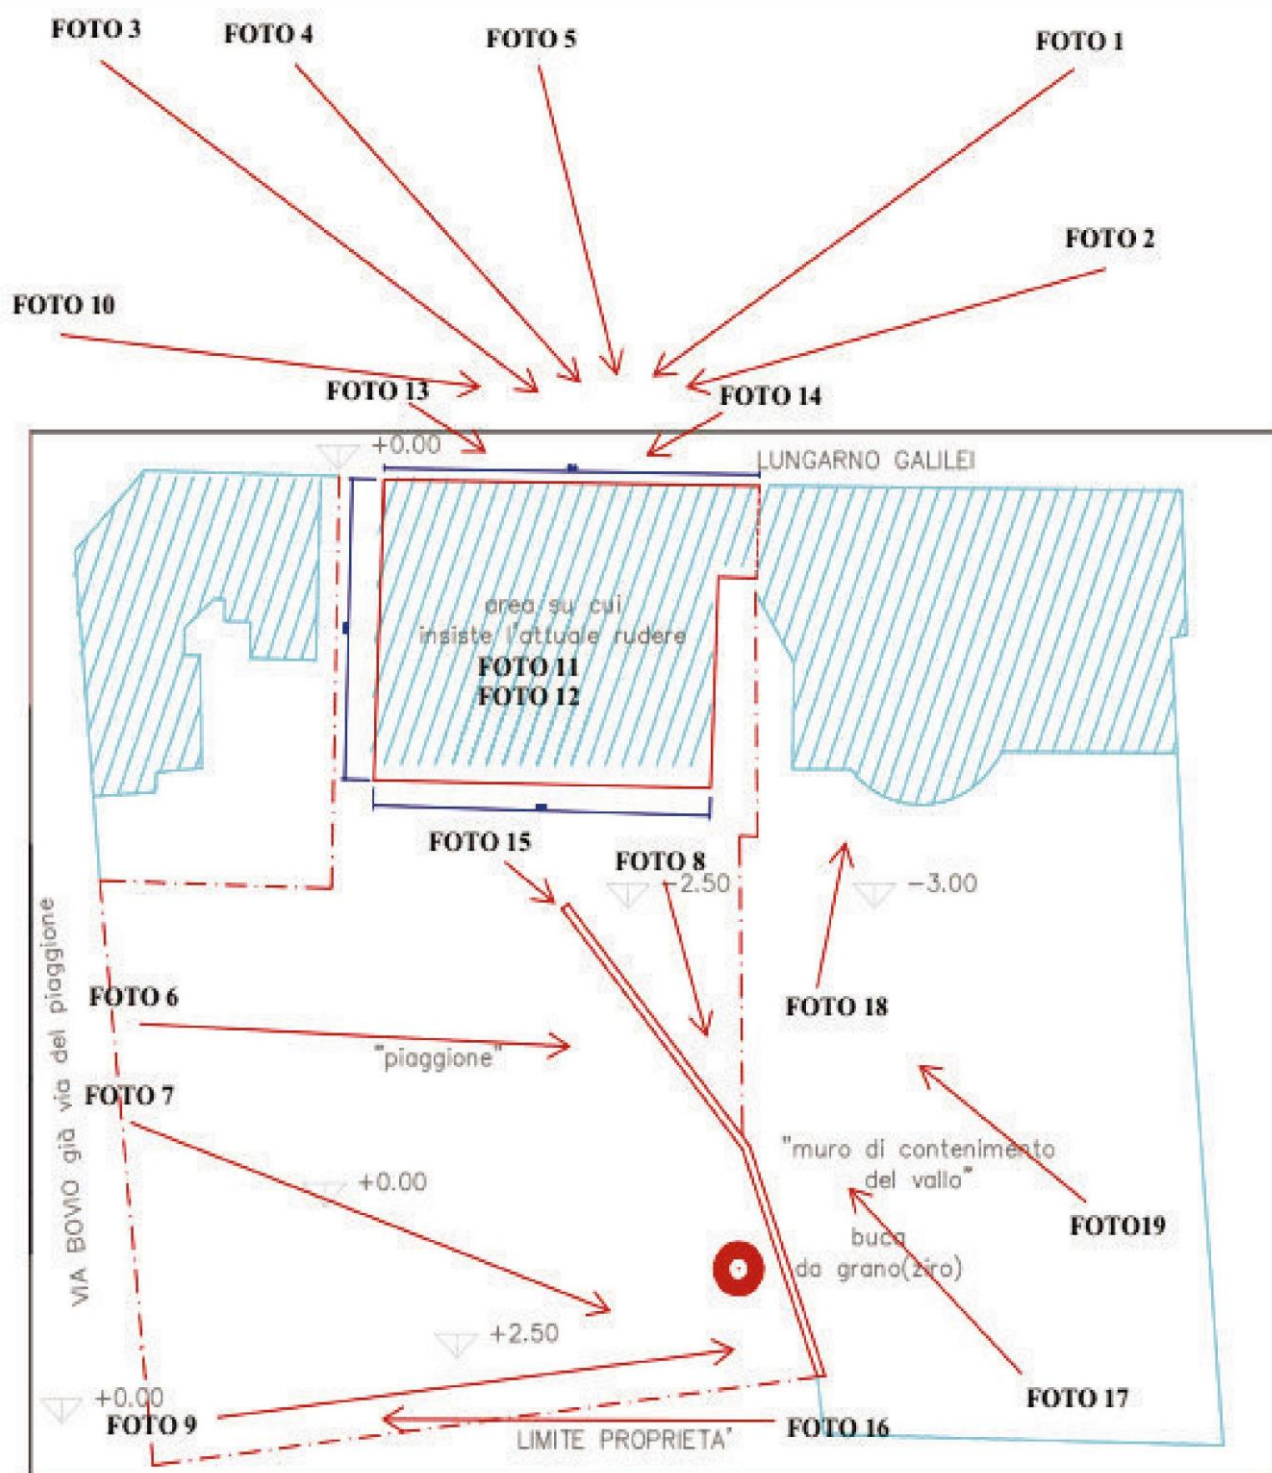 FOTO 3
FOTO 4
FOTO 5
FOTO 1
FOTO 2
FOTO 10
FOTO 13
FOTO 14
+0.00
LUNGARNO GALILEI
area su cui
insiste l'attuale rudere
FOTO 11
FOTO 12
FOTO 15
FOTO 8
-2.50
-3.00
VIA BOVIO già via del piaggione
FOTO 6
FOTO 18
"piaggione"
FOTO 7
"muro di contenimento
del vallo"
+0.00
FOTO19
buca
da grano(ziro)
+2.50
+0.00
FOTO 9
FOTO 17
FOTO 16
LIMITE PROPRIETA'